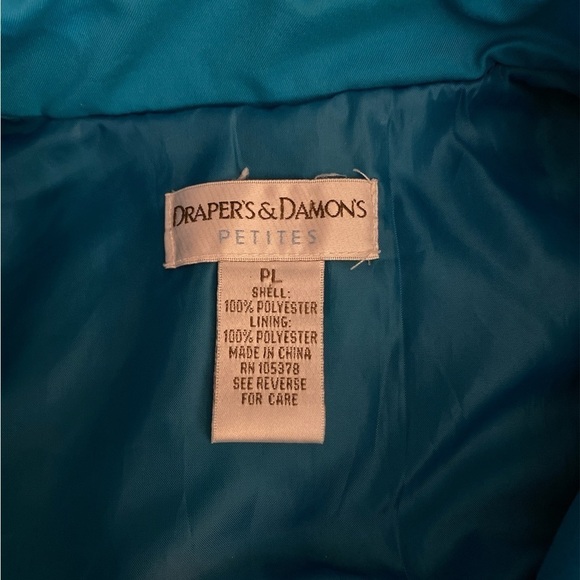 DRAPER'S & DAMON'S
PETITES
PL
SHELL:
100% POLYESTER
LINING:
100% POLYESTER
MADE IN CHINA
RN 105378
SEE REVERSE
FOR CARE